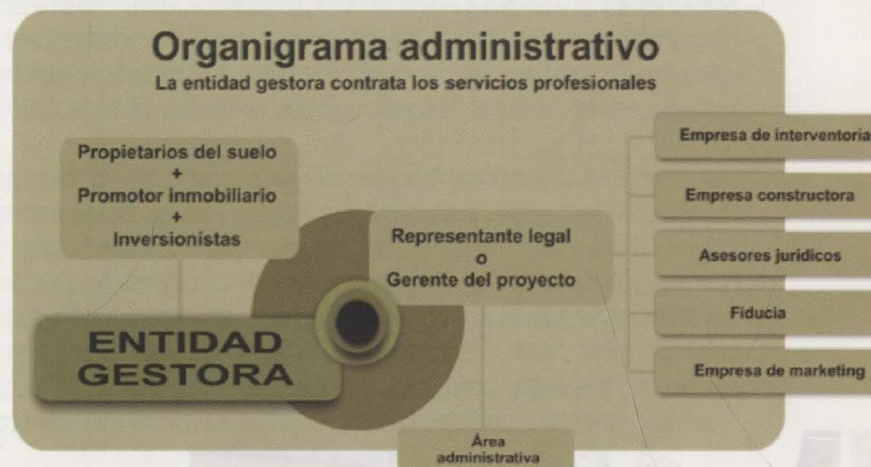 Organigrama administrativo
La entidad gestora contrata los servicios profesionales
Propietarios del suelo
+
Promotor inmobiliario
+
Inversionistas
ENTIDAD
GESTORA
Representante legal
o
Gerente del proyecto
Área
administrativa
Empresa de interventoria
Empresa constructora
Asesores juridicos
Fiducia
Empresa de marketing